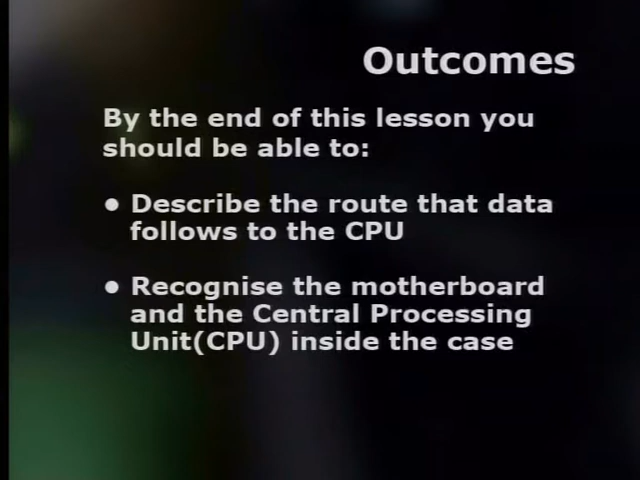 Outcomes
By the end of this lesson you
should be able to:
• Describe the route that data
follows to the CPU
• Recognise the motherboard
and the Central Processing
Unit(CPU) inside the case